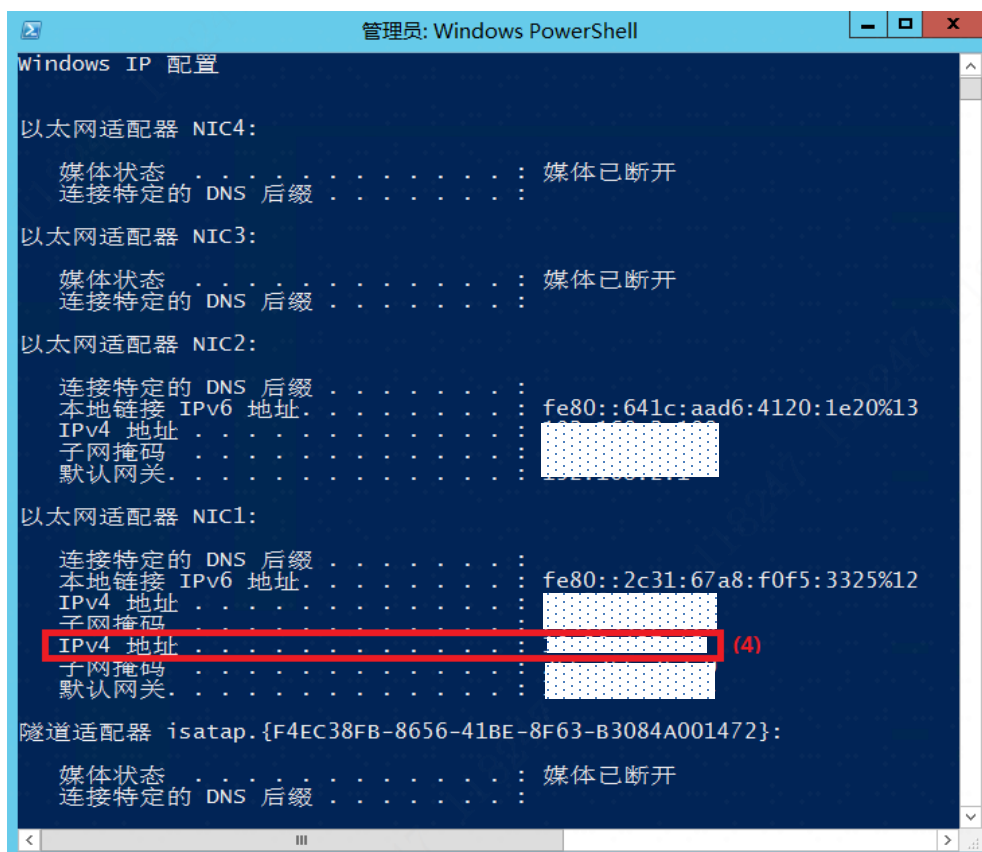 管理员: Windows PowerShell
Windows IP 配置
以太网适配器 NIC4:
媒体状态 . . . . . . . . . . . . : 媒体已断开
连接特定的 DNS 后缀 . . . . . . . :
以太网适配器 NIC3:
媒体状态 . . . . . . . . . . . . : 媒体已断开
连接特定的 DNS 后缀 . . . . . . . :
以太网适配器 NIC2:
连接特定的 DNS 后缀 . . . . . . . :
本地链接 IPv6 地址. . . . . . . . : fe80::641c:aad6:4120:1e20%13
IPv4 地址 . . . . . . . . . . . . :
子网掩码 . . . . . . . . . . . . :
默认网关. . . . . . . . . . . . . :
以太网适配器 NIC1:
连接特定的 DNS 后缀 . . . . . . . :
本地链接 IPv6 地址. . . . . . . . : fe80::2c31:67a8:f0f5:3325%12
IPv4 地址 . . . . . . . . . . . . :
子网掩码 . . . . . . . . . . . . :
IPv4 地址 . . . . . . . . . . . . : (4)
子网掩码 . . . . . . . . . . . . :
默认网关. . . . . . . . . . . . . :
隧道适配器 isatap.{F4EC38FB-8656-41BE-8F63-B3084A001472}:
媒体状态 . . . . . . . . . . . . : 媒体已断开
连接特定的 DNS 后缀 . . . . . . . :